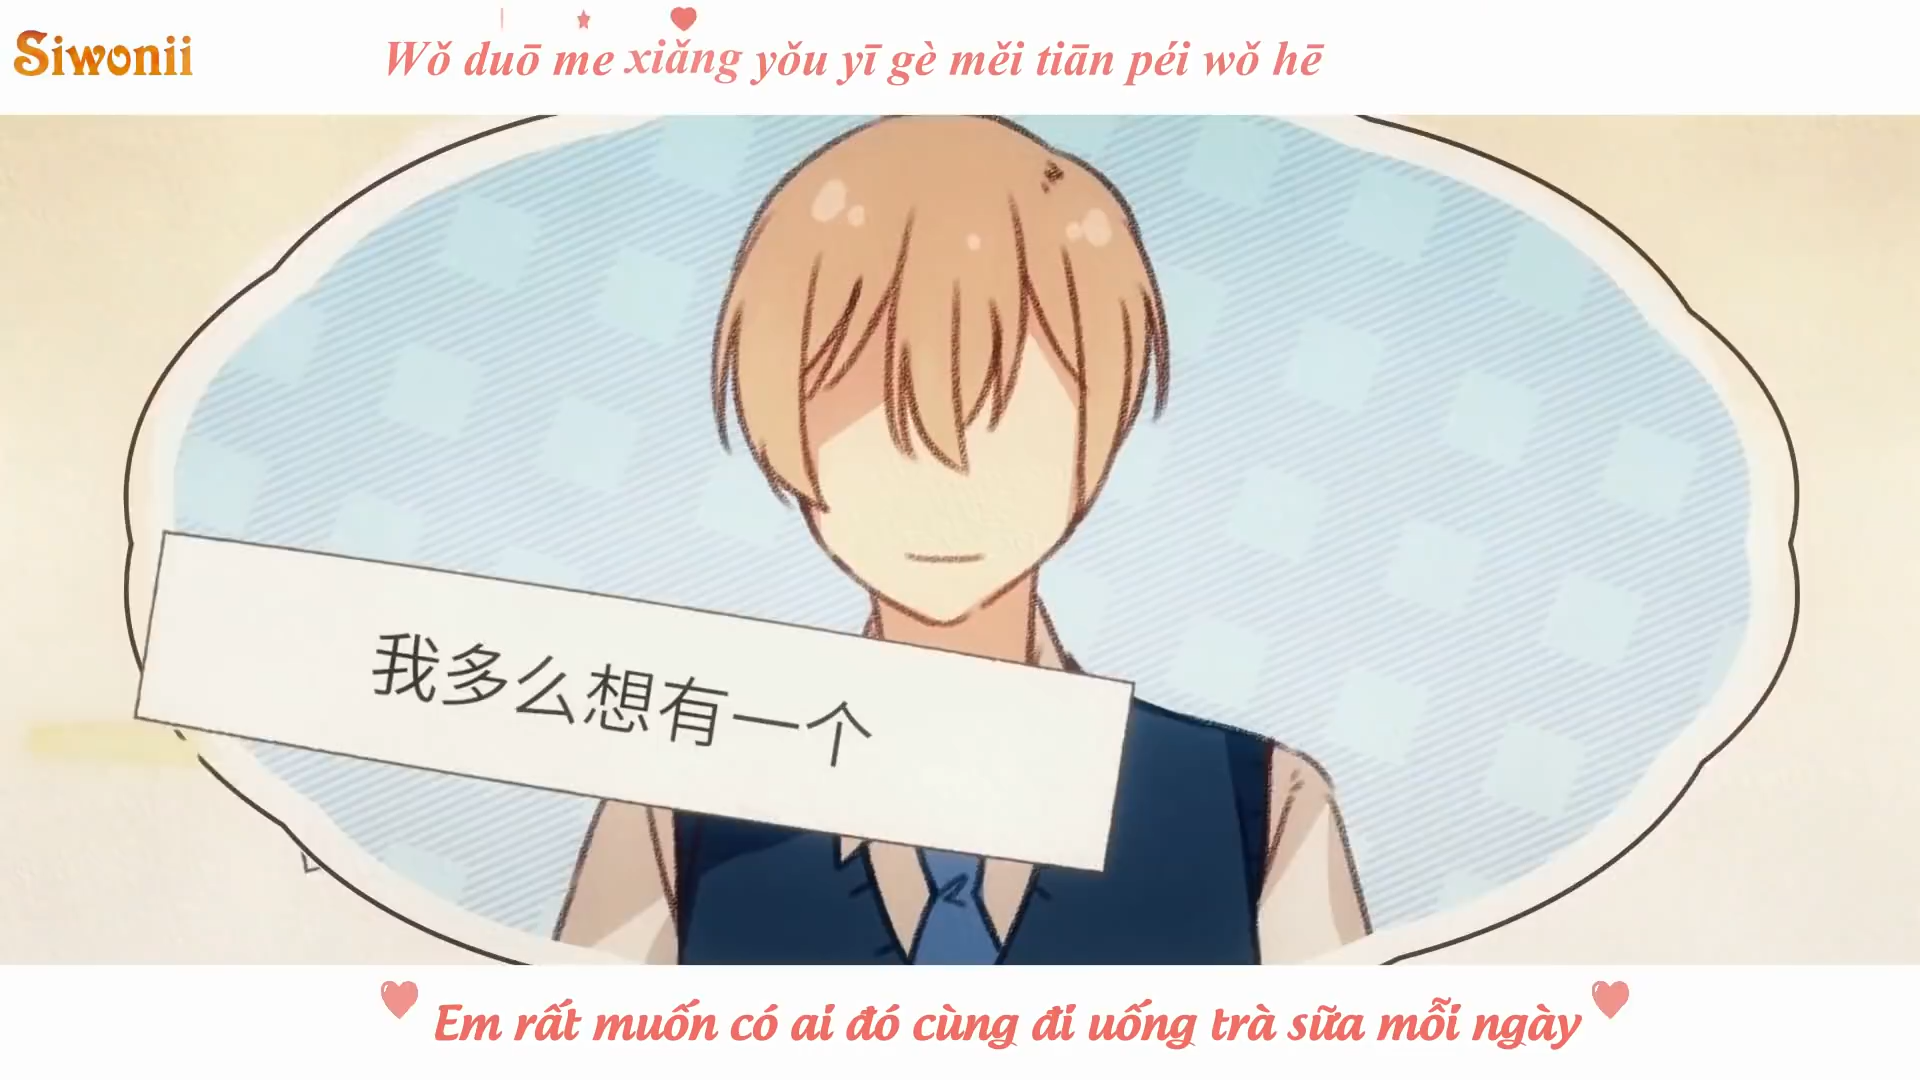 Siwonii
Wǒ duō me xiǎng yǒu yī gè měi tiān péi wǒ hē
我多么想有一个
Em rất muốn có ai đó cùng đi uống trà sữa mỗi ngày